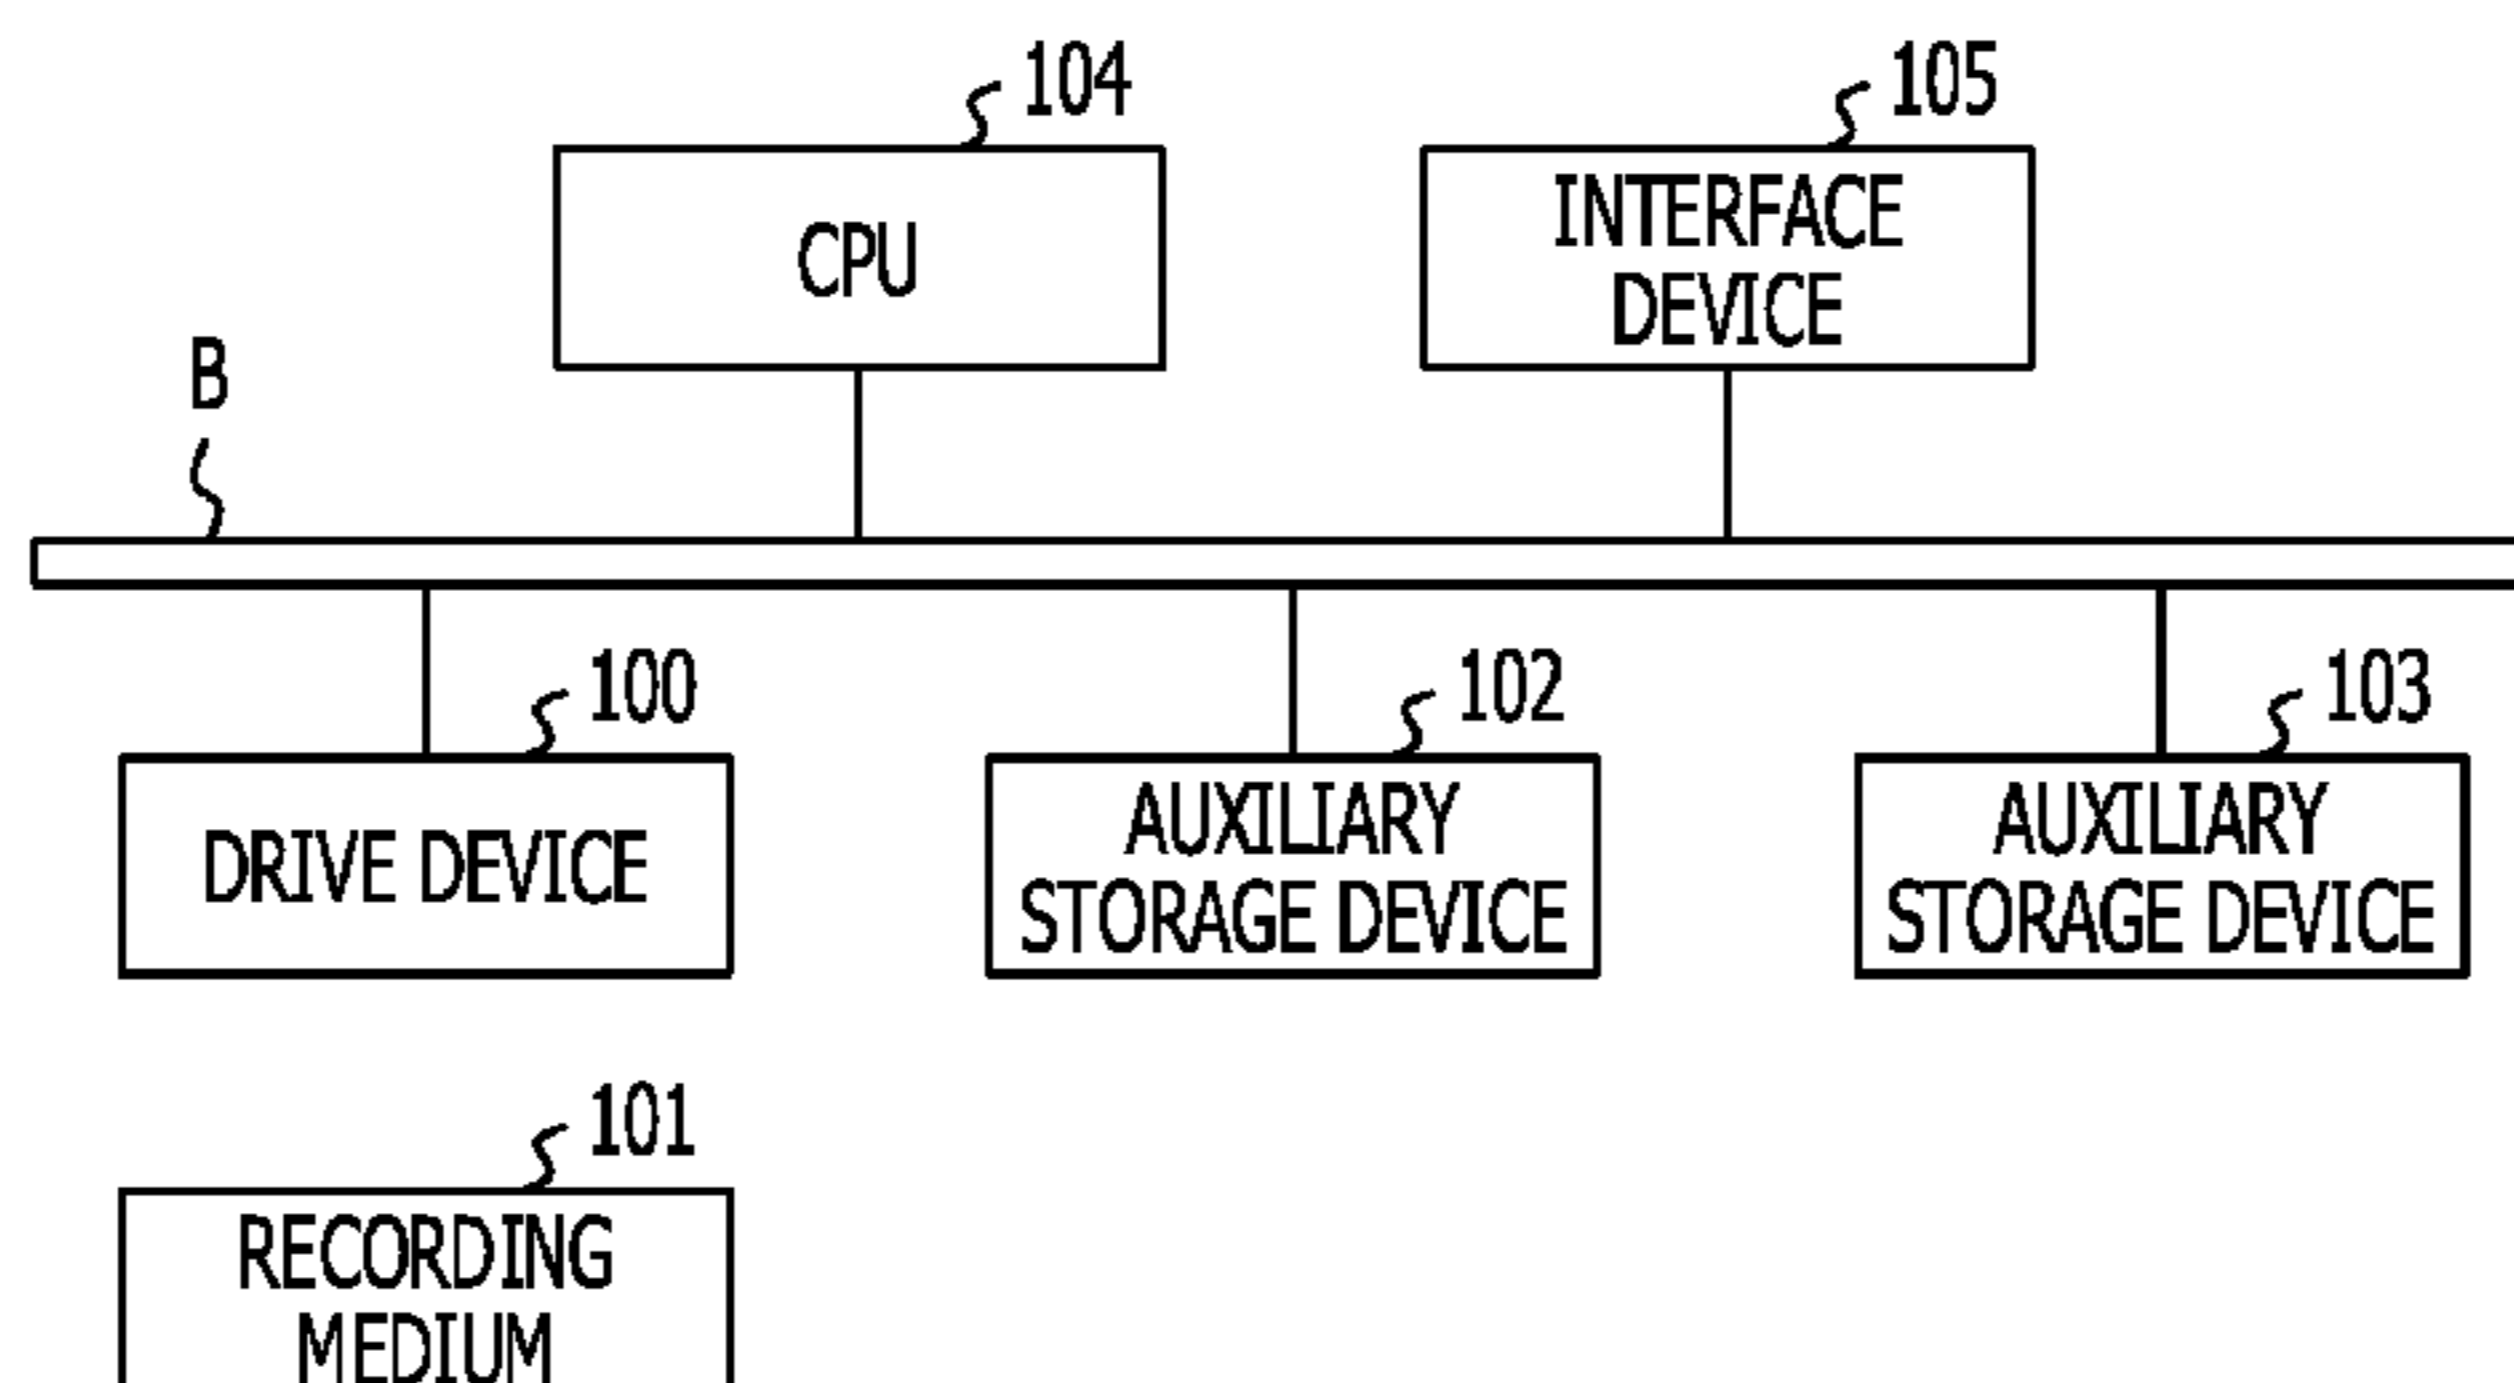 104
105
CPU
INTERFACE
DEVICE
B
100
102
103
DRIVE DEVICE
AUXILIARY
STORAGE DEVICE
AUXILIARY
STORAGE DEVICE
101
RECORDING
MEDIUM